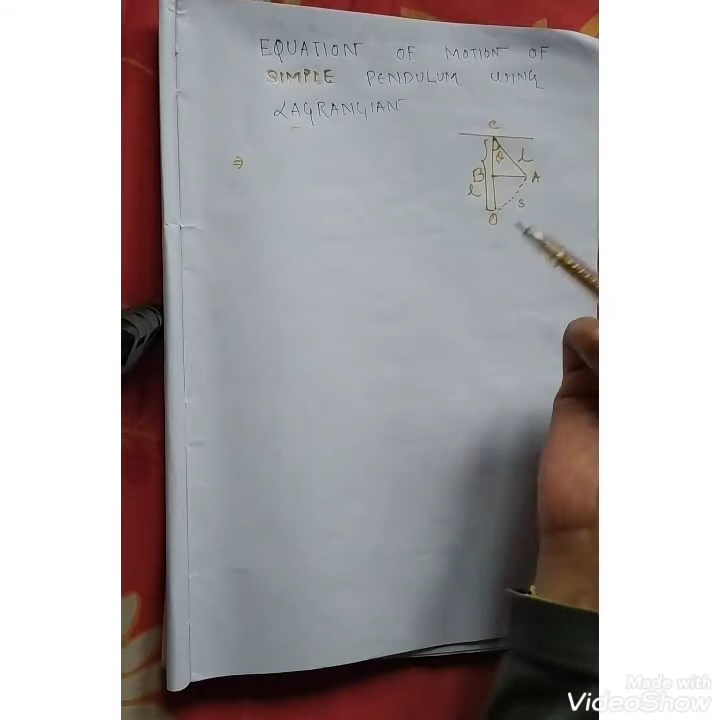 EQUATION OF MOTION OF
SIMPLE PENDULUM USING
LAGRANGIAN
⇒
C
θ
l
B
A
l
s
O
Made with
VideoShow